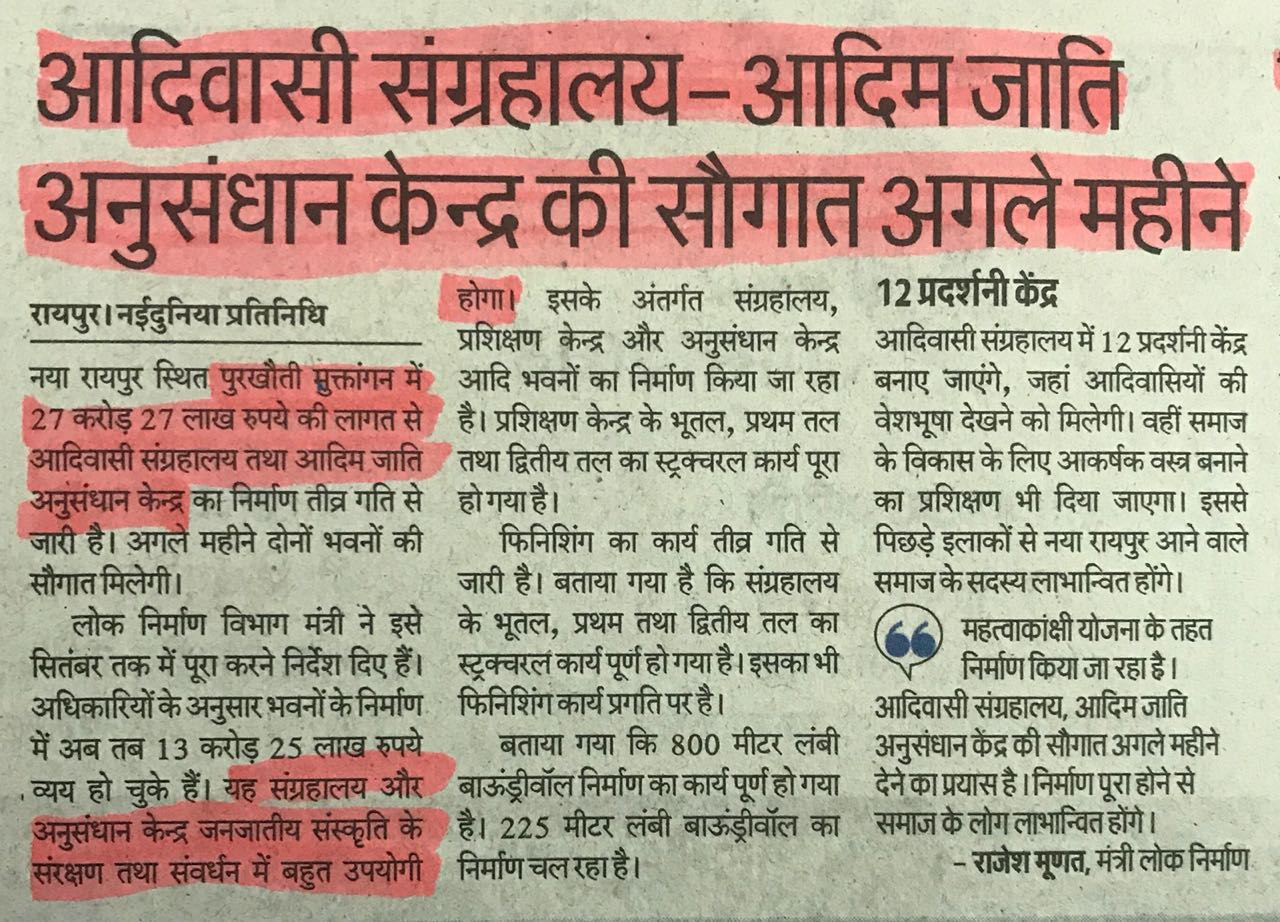 आदिवासी संग्रहालय-आदिम जाति
अनुसंधान केन्द्र की सौगात अगले महीने
रायपुर। नईदुनिया प्रतिनिधि
नया रायपुर स्थित पुरखौती मुक्तांगन में
27 करोड़ 27 लाख रुपये की लागत से
आदिवासी संग्रहालय तथा आदिम जाति
अनुसंधान केन्द्र का निर्माण तीव्र गति से
जारी है। अगले महीने दोनों भवनों की
सौगात मिलेगी।
लोक निर्माण विभाग मंत्री ने इसे
सितंबर तक में पूरा करने निर्देश दिए हैं।
अधिकारियों के अनुसार भवनों के निर्माण
में अब तब 13 करोड़ 25 लाख रुपये
व्यय हो चुके हैं। यह संग्रहालय और
अनुसंधान केन्द्र जनजातीय संस्कृति के
संरक्षण तथा संवर्धन में बहुत उपयोगी
होगा। इसके अंतर्गत संग्रहांलय,
प्रशिक्षण केन्द्र और अनुसंधान केन्द्र
आदि भवनों का निर्माण किया जा रहा
है। प्रशिक्षण केन्द्र के भूतल, प्रथम तल
तथा द्वितीय तल का स्ट्रक्चरल कार्य पूरा
हो गया है।
फिनिशिंग का कार्य तीव्र गति से
जारी है। बताया गया है कि संग्रहालय
के भूतल, प्रथम तथा द्वितीय तल का
स्ट्रक्चरल कार्य पूर्ण हो गया है। इसका भी
फिनिशिंग कार्य प्रगति पर है।
बताया गया कि 800 मीटर लंबी
बाऊंड्रीवॉल निर्माण का कार्य पूर्ण हो गया
है। 225 मीटर लंबी बाऊंड्रीवॉल का
निर्माण चल रहा है।
12 प्रदर्शनी केंद्र
आदिवासी संग्रहालय में 12 प्रदर्शनी केंद्र
बनाए जाएंगे, जहां आदिवासियों की
वेशभूषा देखने को मिलेगी। वहीं समाज
के विकास के लिए आकर्षक वस्त्र बनाने
का प्रशिक्षण भी दिया जाएगा। इससे
पिछड़े इलाकों से नया रायपुर आने वाले
समाज के सदस्य लाभान्वित होंगे।
महत्वाकांक्षी योजना के तहत
निर्माण किया जा रहा है।
आदिवासी संग्रहालय, आदिम जाति
अनुसंधान केंद्र की सौगात अगले महीने
देने का प्रयास है। निर्माण पूरा होने से
समाज के लोग लाभान्वित होंगे।
- राजेश मूणत, मंत्री लोक निर्माण